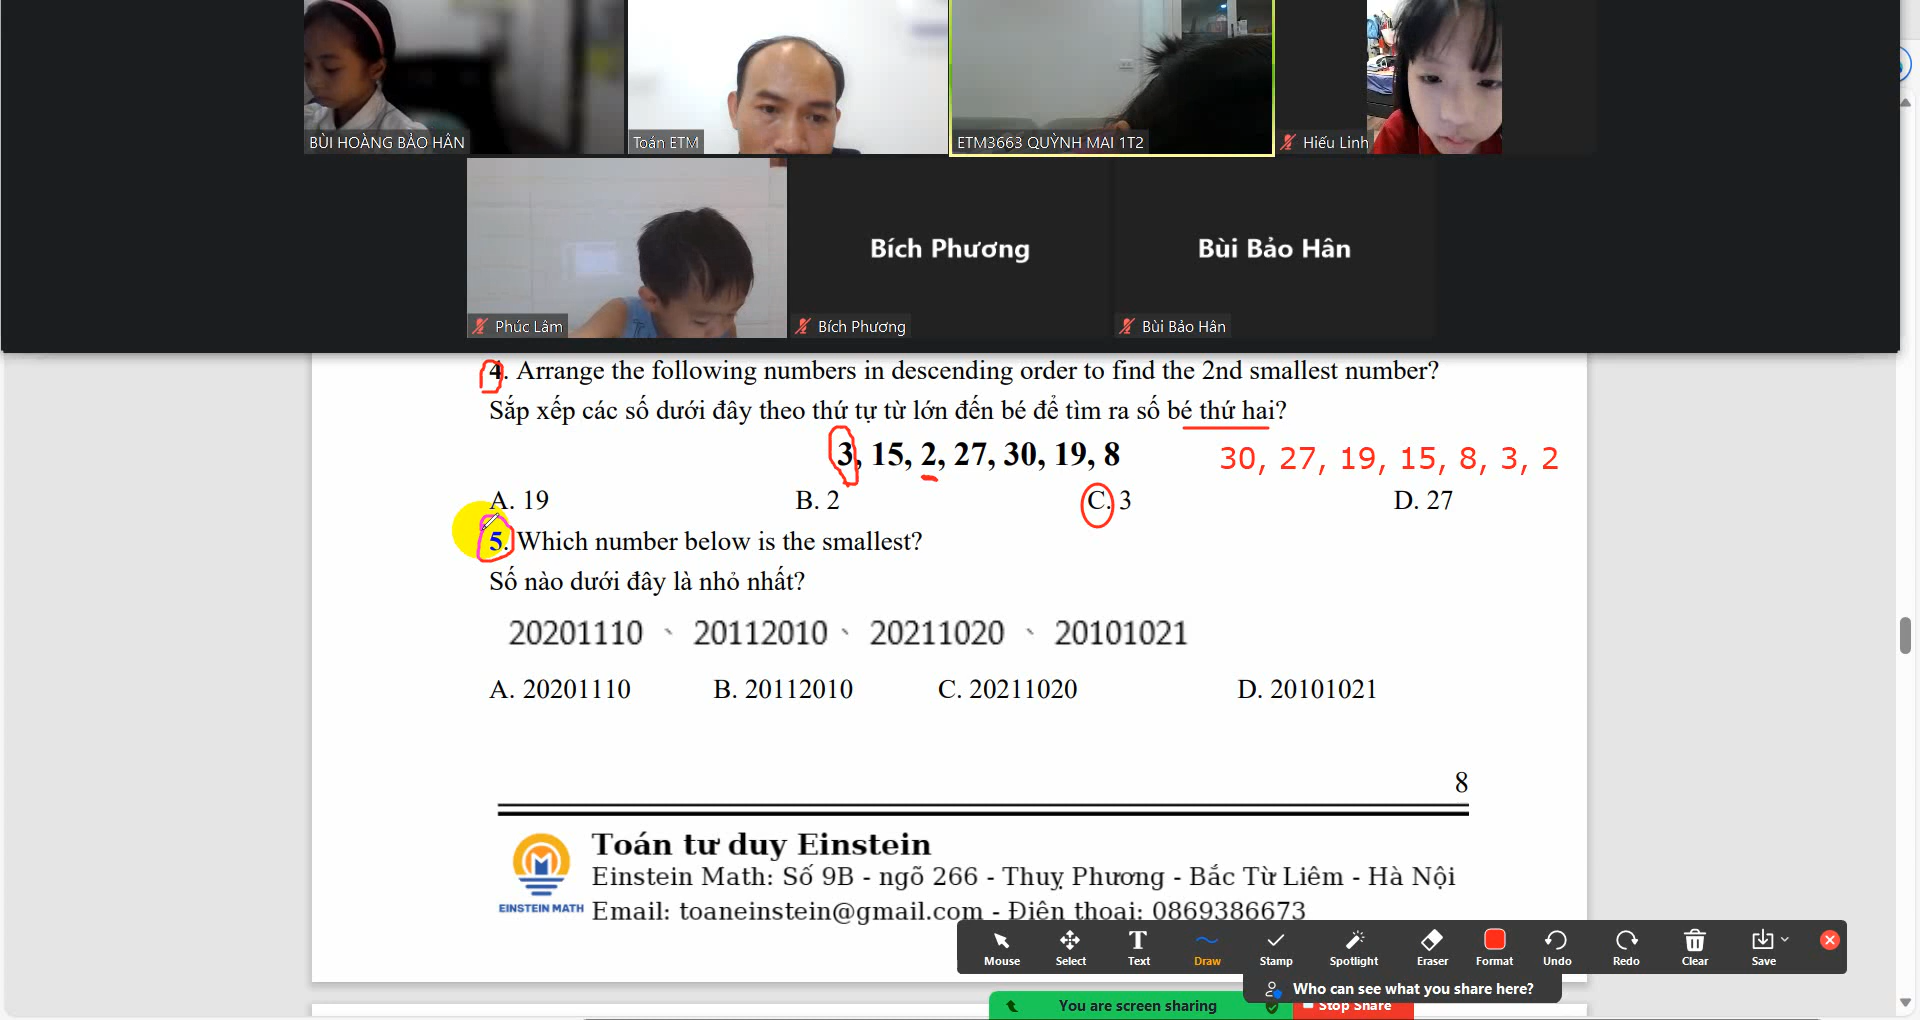 BÙI HOÀNG BẢO HÂN
Toán ETM
ETM3663 QUỲNH MAI 1T2
Hiếu Linh
Phúc Lâm
Bích Phương
Bích Phương
Bùi Bảo Hân
Bùi Bảo Hân
4. Arrange the following numbers in descending order to find the 2nd smallest number?
Sắp xếp các số dưới đây theo thứ tự từ lớn đến bé để tìm ra số bé thứ hai?
3, 15, 2, 27, 30, 19, 8
30, 27, 19, 15, 8, 3, 2
A. 19 B. 2 C. 3 D. 27
5. Which number below is the smallest?
Số nào dưới đây là nhỏ nhất?
20201110 、 20112010 、 20211020 、 20101021
A. 20201110 B. 20112010 C. 20211020 D. 20101021
8
EINSTEIN MATH
Toán tư duy Einstein
Einstein Math: Số 9B - ngõ 266 - Thuỵ Phương - Bắc Từ Liêm - Hà Nội
Email: toaneinstein@gmail.com - Điện thoại: 0869386673
Mouse Select Text Draw Stamp Spotlight Eraser Format Undo Redo Clear Save
Who can see what you share here?
You are screen sharing Stop Share